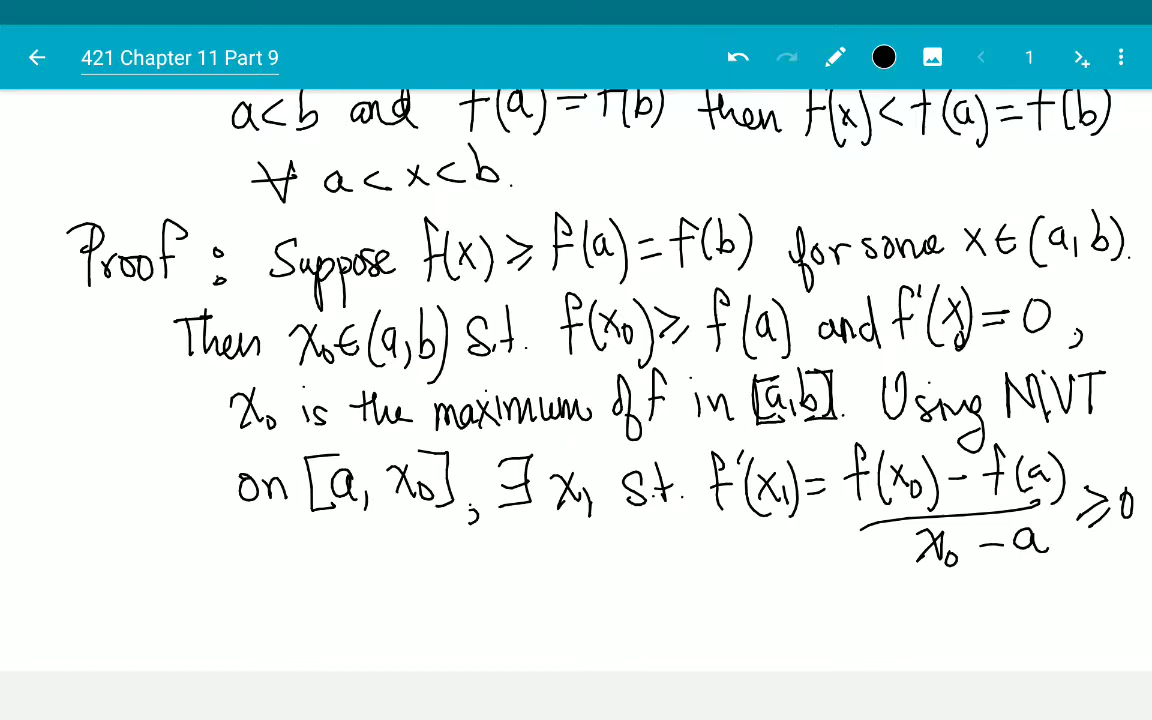 421 Chapter 11 Part 9
1
a<b and f(a)=f(b) then f(x)<f(a)=f(b)
∀ a<x<b.
Proof: Suppose f(x)≥f(a)=f(b) for some x∈(a,b).
Then x₀∈(a,b) s.t. f(x₀)≥f(a) and f'(x₀)=0,
x₀ is the maximum of f in [a,b]. Using MVT
on [a, x₀], ∃ x₁ s.t. f'(x₁)= f(x₀)-f(a) ≥0
x₀ - a